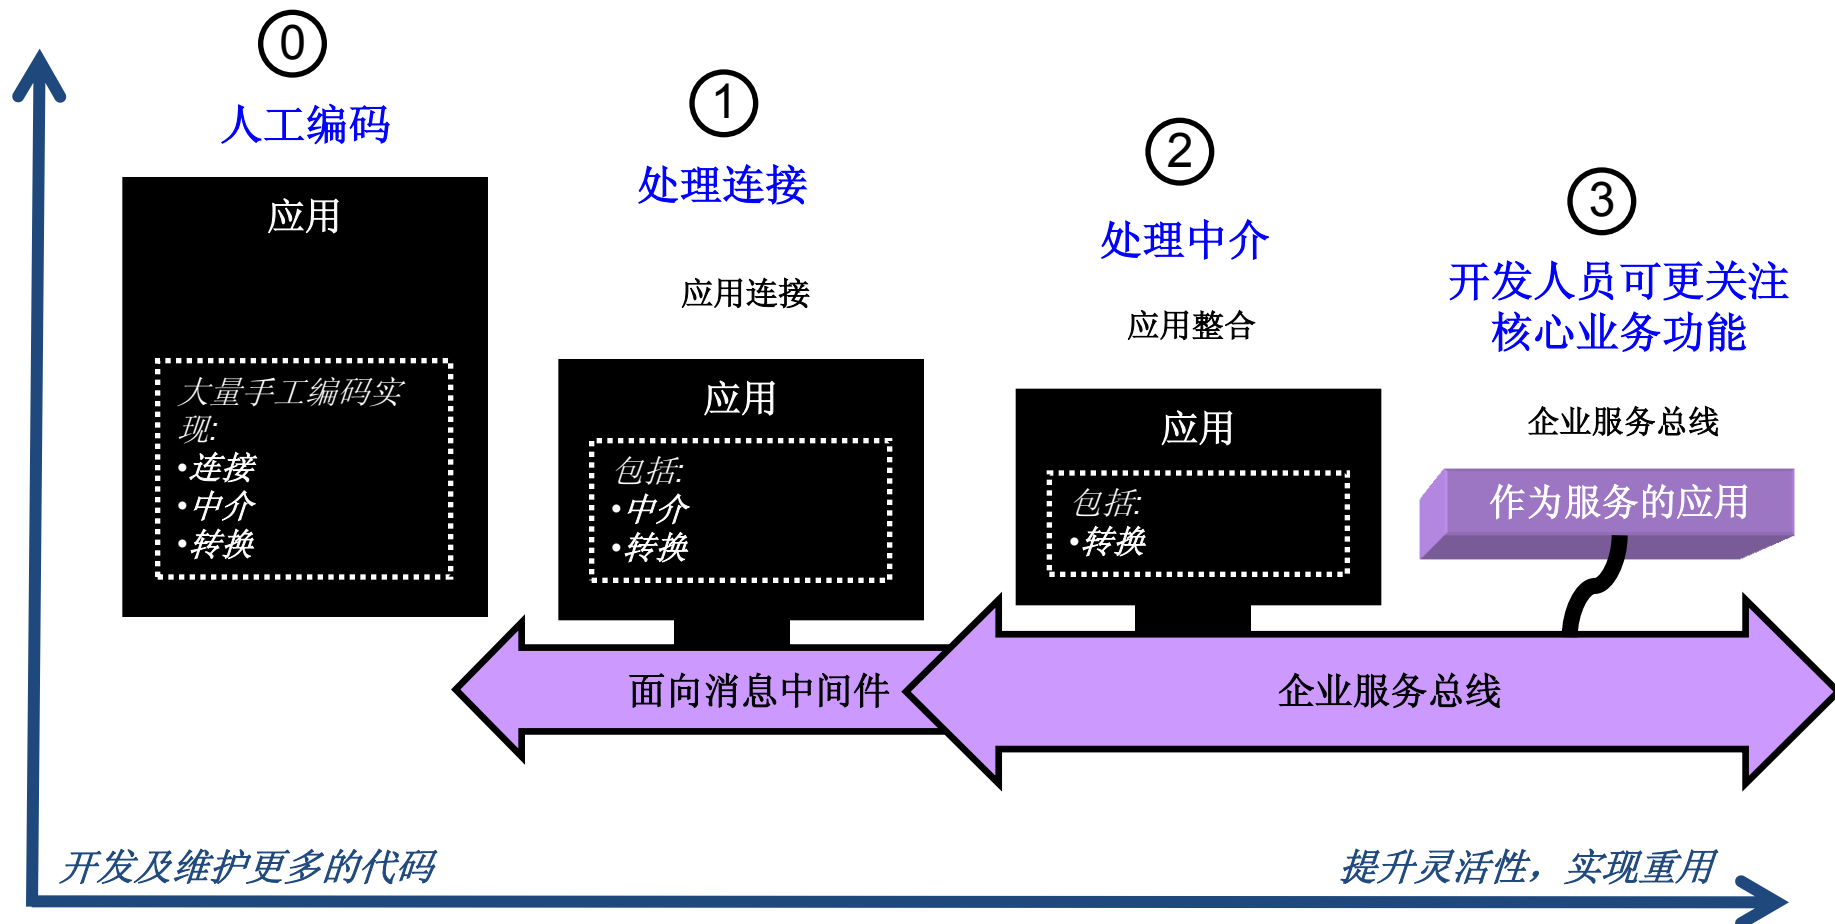 0
人工编码
应用
大量手工编码实
现:
•连接
•中介
•转换
1
处理连接
应用连接
应用
包括:
•中介
•转换
2
处理中介
应用整合
应用
包括:
•转换
3
开发人员可更关注
核心业务功能
企业服务总线
作为服务的应用
面向消息中间件
企业服务总线
开发及维护更多的代码
提升灵活性，实现重用